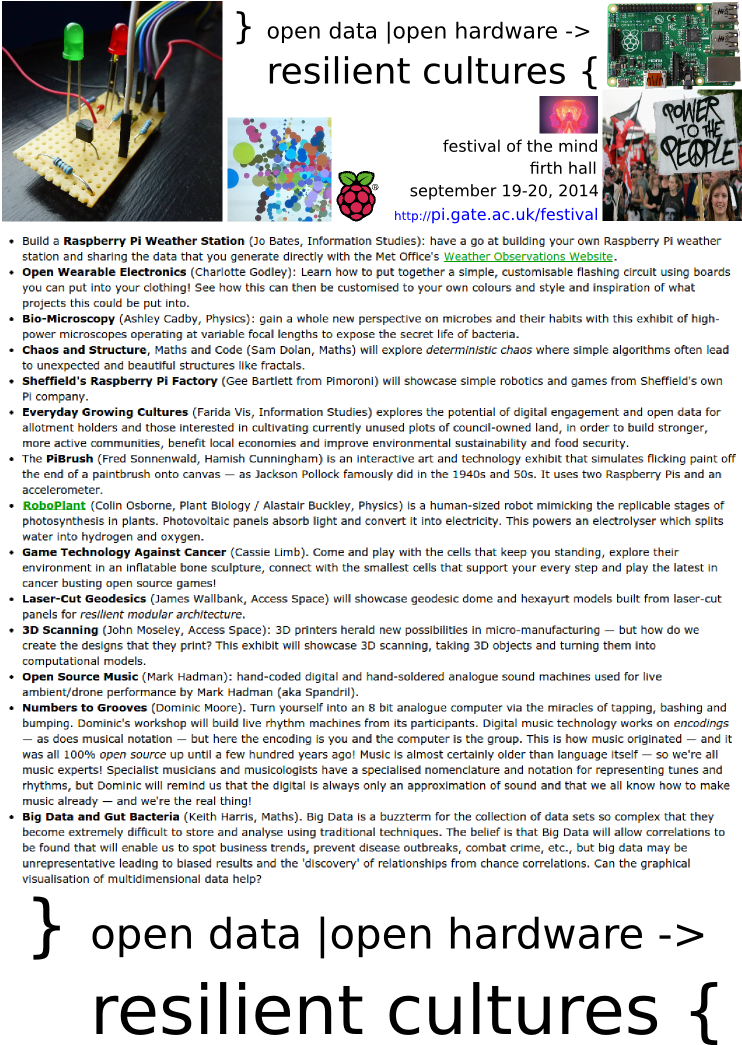 } open data |open hardware ->
resilient cultures {
POWER
TO THE
PEOPLE
festival of the mind
firth hall
september 19-20, 2014
http://pi.gate.ac.uk/festival
• Build a Raspberry Pi Weather Station (Jo Bates, Information Studies): have a go at building your own Raspberry Pi weather
station and sharing the data that you generate directly with the Met Office's Weather Observations Website.
• Open Wearable Electronics (Charlotte Godley): Learn how to put together a simple, customisable flashing circuit using boards
you can put into your clothing! See how this can then be customised to your own colours and style and inspiration of what
projects this could be put into.
• Bio-Microscopy (Ashley Cadby, Physics): gain a whole new perspective on microbes and their habits with this exhibit of high-
power microscopes operating at variable focal lengths to expose the secret life of bacteria.
• Chaos and Structure, Maths and Code (Sam Dolan, Maths) will explore deterministic chaos where simple algorithms often lead
to unexpected and beautiful structures like fractals.
• Sheffield's Raspberry Pi Factory (Gee Bartlett from Pimoroni) will showcase simple robotics and games from Sheffield's own
Pi company.
• Everyday Growing Cultures (Farida Vis, Information Studies) explores the potential of digital engagement and open data for
allotment holders and those interested in cultivating currently unused plots of council-owned land, in order to build stronger,
more active communities, benefit local economies and improve environmental sustainability and food security.
• The PiBrush (Fred Sonnenwald, Hamish Cunningham) is an interactive art and technology exhibit that simulates flicking paint off
the end of a paintbrush onto canvas — as Jackson Pollock famously did in the 1940s and 50s. It uses two Raspberry Pis and an
accelerometer.
• RoboPlant (Colin Osborne, Plant Biology / Alastair Buckley, Physics) is a human-sized robot mimicking the replicable stages of
photosynthesis in plants. Photovoltaic panels absorb light and convert it into electricity. This powers an electrolyser which splits
water into hydrogen and oxygen.
• Game Technology Against Cancer (Cassie Limb). Come and play with the cells that keep you standing, explore their
environment in an inflatable bone sculpture, connect with the smallest cells that support your every step and play the latest in
cancer busting open source games!
• Laser-Cut Geodesics (James Wallbank, Access Space) will showcase geodesic dome and hexayurt models built from laser-cut
panels for resilient modular architecture.
• 3D Scanning (John Moseley, Access Space): 3D printers herald new possibilities in micro-manufacturing — but how do we
create the designs that they print? This exhibit will showcase 3D scanning, taking 3D objects and turning them into
computational models.
• Open Source Music (Mark Hadman): hand-coded digital and hand-soldered analogue sound machines used for live
ambient/drone performance by Mark Hadman (aka Spandril).
• Numbers to Grooves (Dominic Moore). Turn yourself into an 8 bit analogue computer via the miracles of tapping, bashing and
bumping. Dominic's workshop will build live rhythm machines from its participants. Digital music technology works on encodings
— as does musical notation — but here the encoding is you and the computer is the group. This is how music originated — and it
was all 100% open source up until a few hundred years ago! Music is almost certainly older than language itself — so we're all
music experts! Specialist musicians and musicologists have a specialised nomenclature and notation for representing tunes and
rhythms, but Dominic will remind us that the digital is always only an approximation of sound and that we all know how to make
music already — and we're the real thing!
• Big Data and Gut Bacteria (Keith Harris, Maths). Big Data is a buzzterm for the collection of data sets so complex that they
become extremely difficult to store and analyse using traditional techniques. The belief is that Big Data will allow correlations to
be found that will enable us to spot business trends, prevent disease outbreaks, combat crime, etc., but big data may be
unrepresentative leading to biased results and the 'discovery' of relationships from chance correlations. Can the graphical
visualisation of multidimensional data help?
} open data |open hardware ->
resilient cultures {